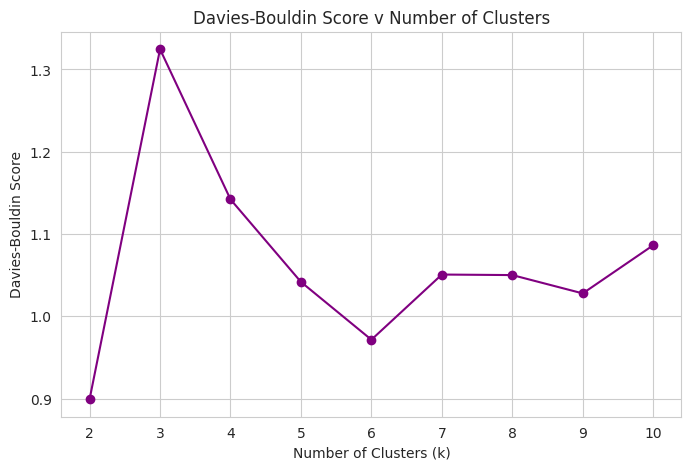 Davies-Bouldin Score v Number of Clusters
1.3
1.2
1.1
1.0
0.9
Davies-Bouldin Score
2 3 4 5 6 7 8 9 10
Number of Clusters (k)